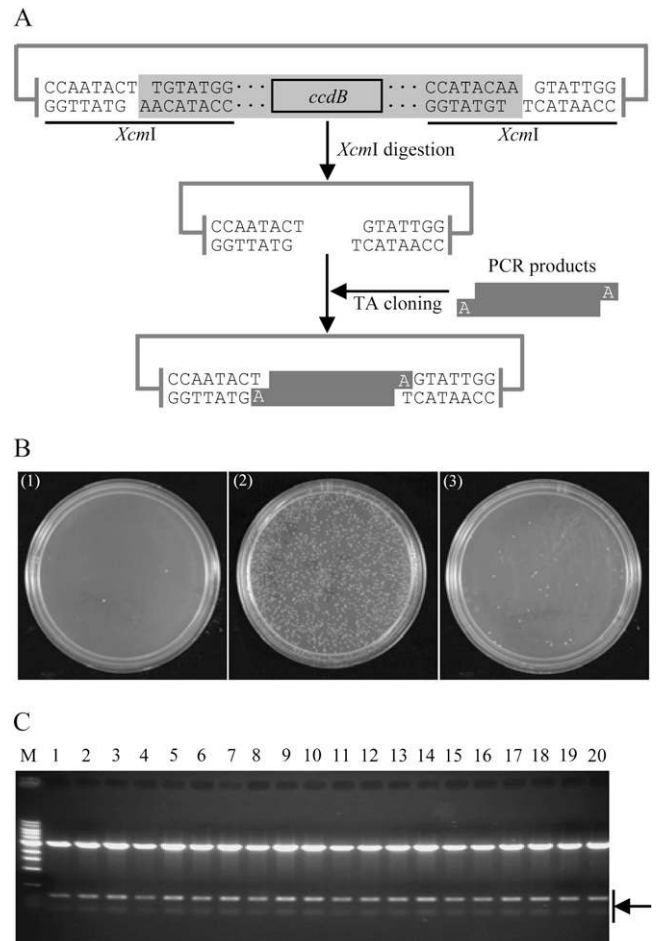 A
CCAATACT TGTATGG··· ccdB ···CCATACAA GTATTGG
GGTTATG AACATACC··· ···GGTATGT TCATAACC
XcmI XcmI
XcmI digestion
CCAATACT GTATTGG
GGTTATG TCATAACC
PCR products
A
A
TA cloning
CCAATACT AGTATTGG
GGTTATGA TCATAACC
B
(1) (2) (3)
C
M 1 2 3 4 5 6 7 8 9 10 11 12 13 14 15 16 17 18 19 20